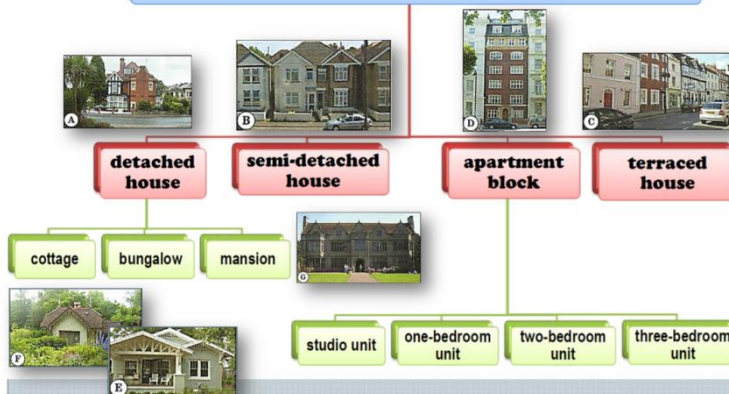 A
B
D
C
detached
house
semi-detached
house
apartment
block
terraced
house
cottage
bungalow
mansion
G
F
E
studio unit
one-bedroom
unit
two-bedroom
unit
three-bedroom
unit